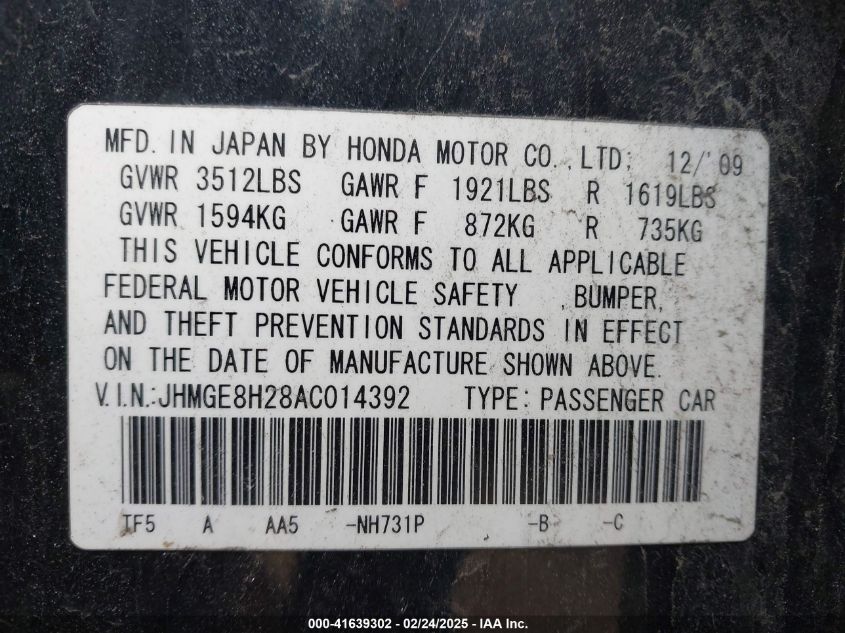 MFD. IN JAPAN BY HONDA MOTOR CO., LTD; 12/'09
GVWR 3512LBS GAWR F 1921LBS R 1619LBS
GVWR 1594KG GAWR F 872KG R 735KG
THIS VEHICLE CONFORMS TO ALL APPLICABLE
FEDERAL MOTOR VEHICLE SAFETY , BUMPER,
AND THEFT PREVENTION STANDARDS IN EFFECT
ON THE DATE OF MANUFACTURE SHOWN ABOVE.
V.I.N.:JHMGE8H28AC014392 TYPE: PASSENGER CAR
TF5 A AA5 -NH731P -B -C
000-41639302 - 02/24/2025 - IAA Inc.